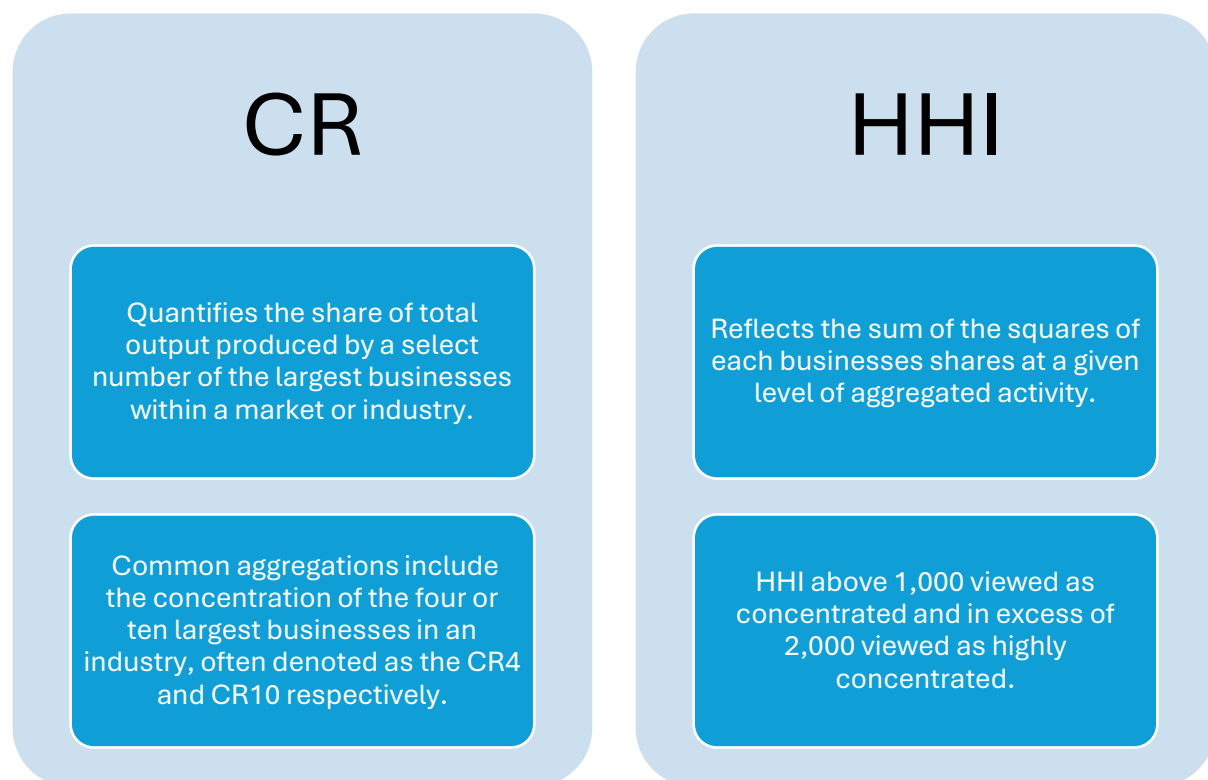 CR
Quantifies the share of total
output produced by a select
number of the largest businesses
within a market or industry.
Common aggregations include
the concentration of the four or
ten largest businesses in an
industry, often denoted as the CR4
and CR10 respectively.
HHI
Reflects the sum of the squares of
each businesses shares at a given
level of aggregated activity.
HHI above 1,000 viewed as
concentrated and in excess of
2,000 viewed as highly
concentrated.